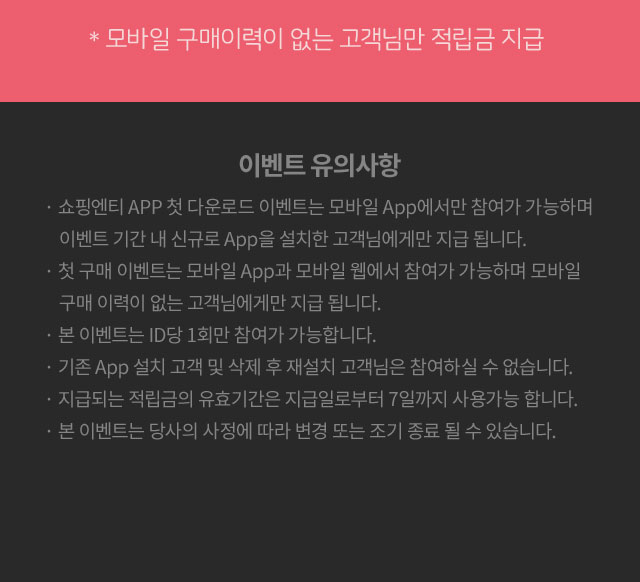 * 모바일 구매이력이 없는 고객님만 적립금 지급
이벤트 유의사항
· 쇼핑엔티 APP 첫 다운로드 이벤트는 모바일 App에서만 참여가 가능하며
이벤트 기간 내 신규로 App을 설치한 고객님에게만 지급 됩니다.
· 첫 구매 이벤트는 모바일 App과 모바일 웹에서 참여가 가능하며 모바일
구매 이력이 없는 고객님에게만 지급 됩니다.
· 본 이벤트는 ID당 1회만 참여가 가능합니다.
· 기존 App 설치 고객 및 삭제 후 재설치 고객님은 참여하실 수 없습니다.
· 지급되는 적립금의 유효기간은 지급일로부터 7일까지 사용가능 합니다.
· 본 이벤트는 당사의 사정에 따라 변경 또는 조기 종료 될 수 있습니다.